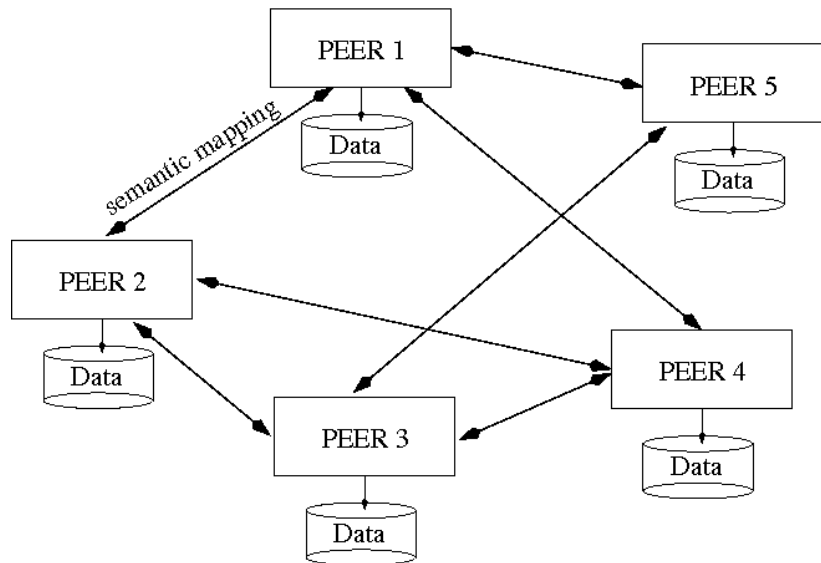 PEER 1
PEER 5
Data
semantic mapping
Data
PEER 2
PEER 4
Data
PEER 3
Data
Data